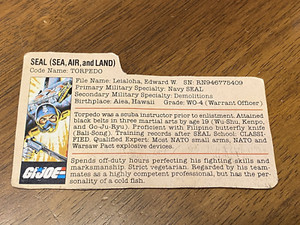 SEAL (SEA, AIR, and LAND)
Code Name: TORPEDO
File Name: Leialoha, Edward W. SN: RN946775409
Primary Military Specialty: Navy SEAL
Secondary Military Specialty: Demolitions
Birthplace: Aiea, Hawaii Grade: WO-4 (Warrant Officer)
Torpedo was a scuba instructor prior to enlistment. Attained
black belts in three martial arts by age 19 (Wu-Shu, Kenpo,
and Go-Ju-Ryu). Proficient with Filipino butterfly knife
(Bali-Song). Training records after SEAL School: CLASSI-
FIED. Qualified Expert: Most NATO small arms, NATO and
Warsaw Pact explosive devices.
Spends off-duty hours perfecting his fighting skills and
marksmanship. Strict vegetarian. Regarded by his team-
mates as a highly competent professional, but has the per-
sonality of a cold fish.
G.I. JOE